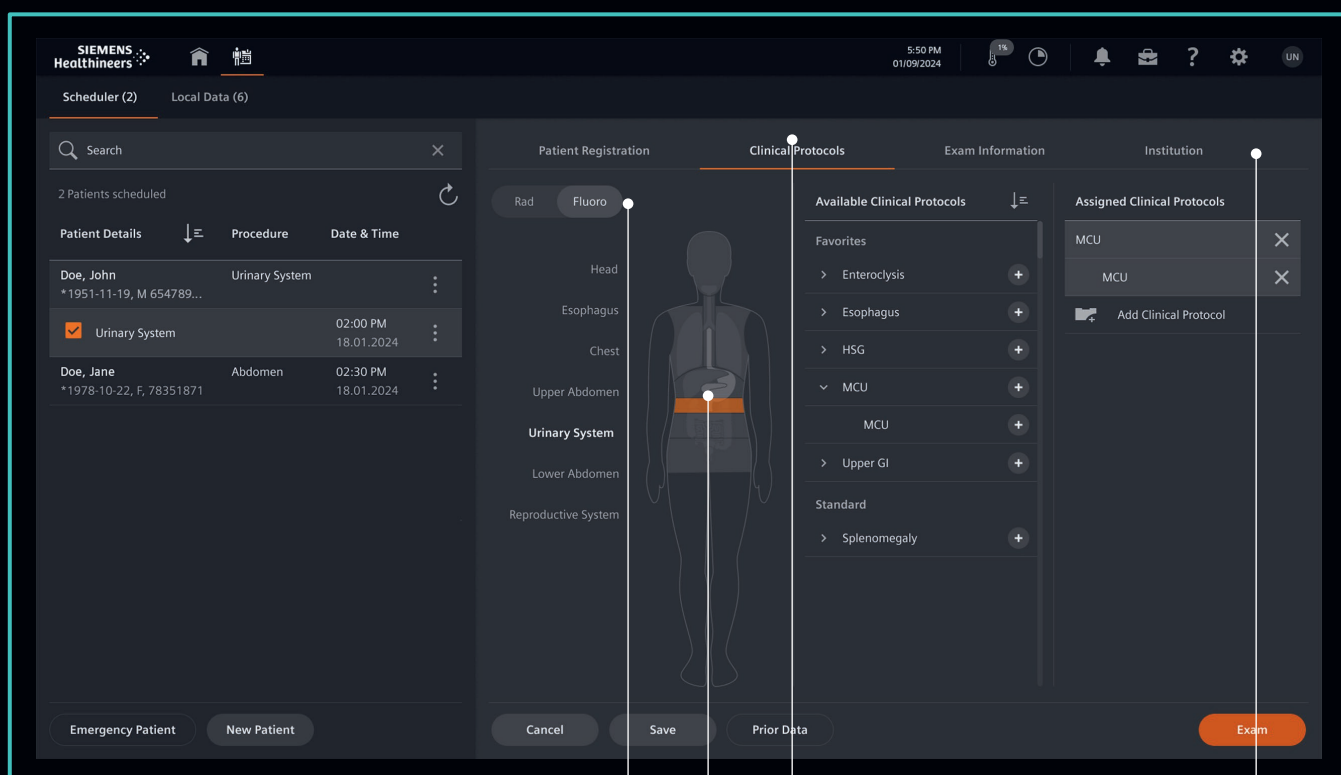 SIEMENS
Healthineers
5:50 PM
01/09/2024
1%
UN
Scheduler (2)
Local Data (6)
Search
2 Patients scheduled
Patient Details
Procedure
Date & Time
Doe, John
Urinary System
*1951-11-19, M 654789...
Urinary System
02:00 PM
18.01.2024
Doe, Jane
Abdomen
02:30 PM
*1978-10-22, F, 78351871
18.01.2024
Emergency Patient
New Patient
Patient Registration
Clinical Protocols
Exam Information
Institution
Rad
Fluoro
Head
Esophagus
Chest
Upper Abdomen
Urinary System
Lower Abdomen
Reproductive System
Available Clinical Protocols
Favorites
Enteroclysis
Esophagus
HSG
MCU
MCU
Upper GI
Standard
Splenomegaly
Assigned Clinical Protocols
MCU
MCU
Add Clinical Protocol
Cancel
Save
Prior Data
Exam